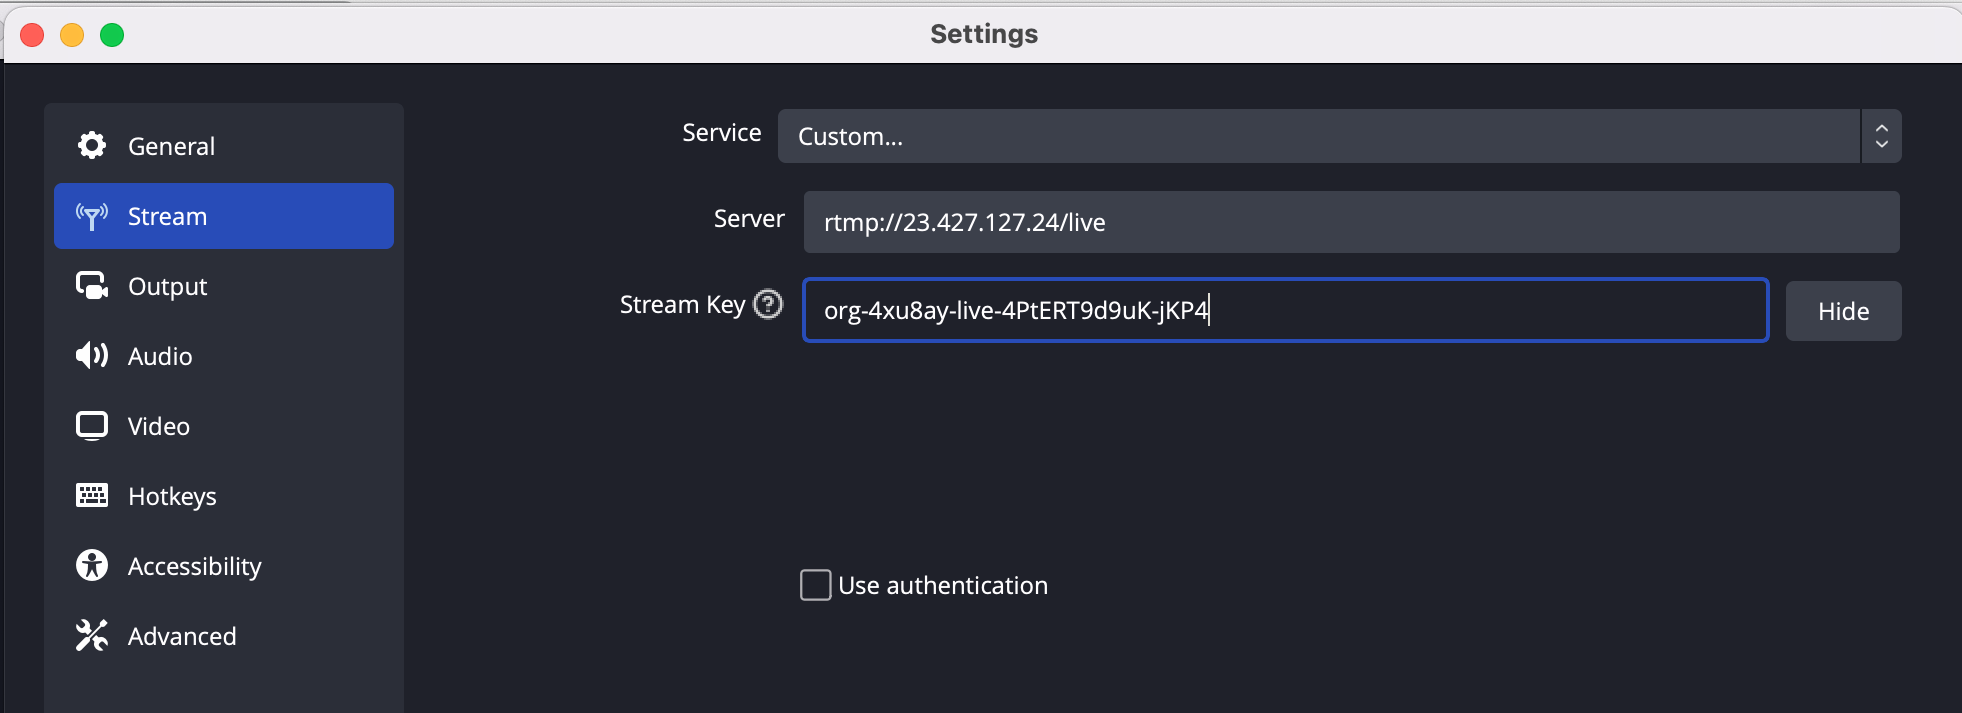 Settings
General
Stream
Output
Audio
Video
Hotkeys
Accessibility
Advanced
Service Custom...
Server rtmp://23.427.127.24/live
Stream Key ? org-4xu8ay-live-4PtERT9d9uK-jKP4 Hide
Use authentication